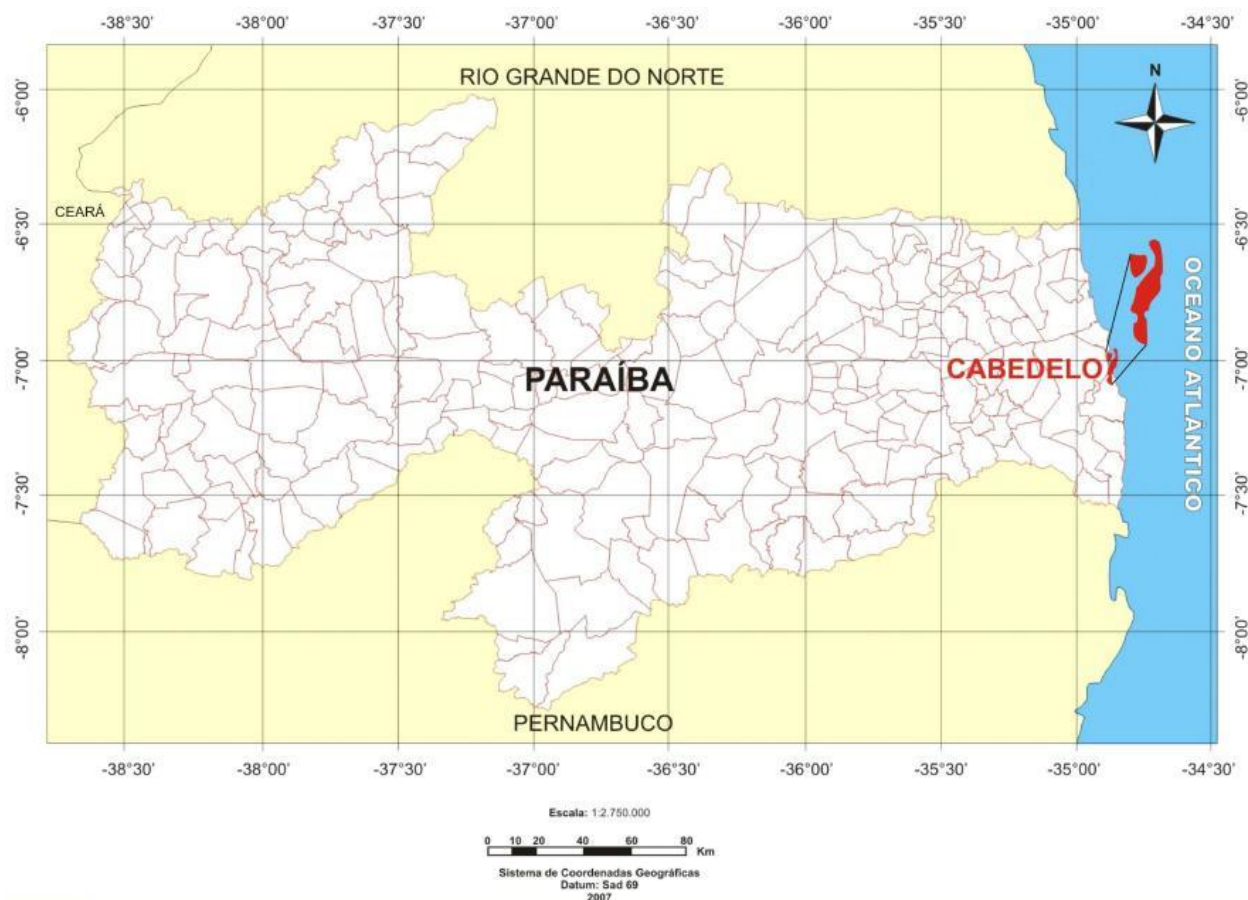 -38°30' -38°00' -37°30' -37°00' -36°30' -36°00' -35°30' -35°00' -34°30'
RIO GRANDE DO NORTE
N
-6°00' -6°00'
CEARÁ
-6°30' -6°30'
OCEANO ATLÂNTICO
-7°00' -7°00'
CABEDELO
PARAÍBA
-7°30' -7°30'
-8°00' -8°00'
PERNAMBUCO
-38°30' -38°00' -37°30' -37°00' -36°30' -36°00' -35°30' -35°00' -34°30'
Escala: 1:2.750.000
0 10 20 40 60 80
Km
Sistema de Coordenadas Geográficas
Datum: Sad 69
2007